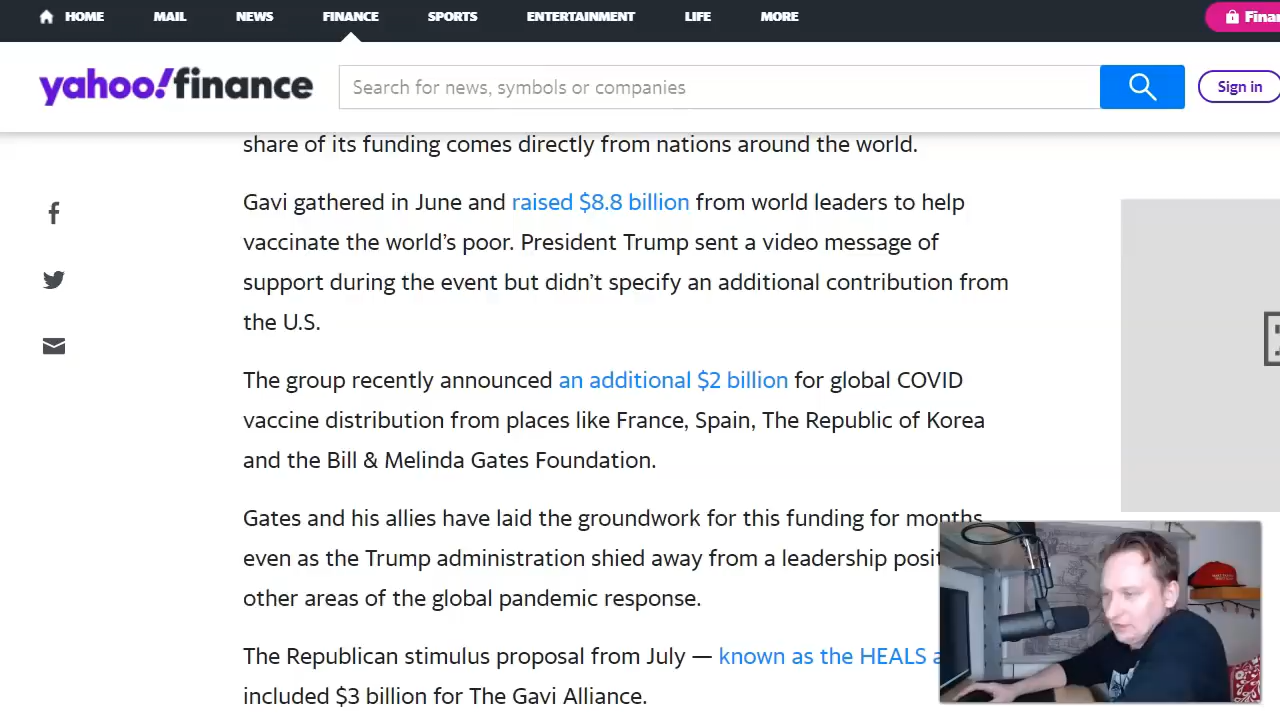 HOME MAIL NEWS FINANCE SPORTS ENTERTAINMENT LIFE MORE
yahoo!finance Search for news, symbols or companies Sign in
share of its funding comes directly from nations around the world.
Gavi gathered in June and raised $8.8 billion from world leaders to help
vaccinate the world’s poor. President Trump sent a video message of
support during the event but didn’t specify an additional contribution from
the U.S.
The group recently announced an additional $2 billion for global COVID
vaccine distribution from places like France, Spain, The Republic of Korea
and the Bill & Melinda Gates Foundation.
Gates and his allies have laid the groundwork for this funding for months
even as the Trump administration shied away from a leadership
other areas of the global pandemic response.
The Republican stimulus proposal from July — known as the HEALS
included $3 billion for The Gavi Alliance.